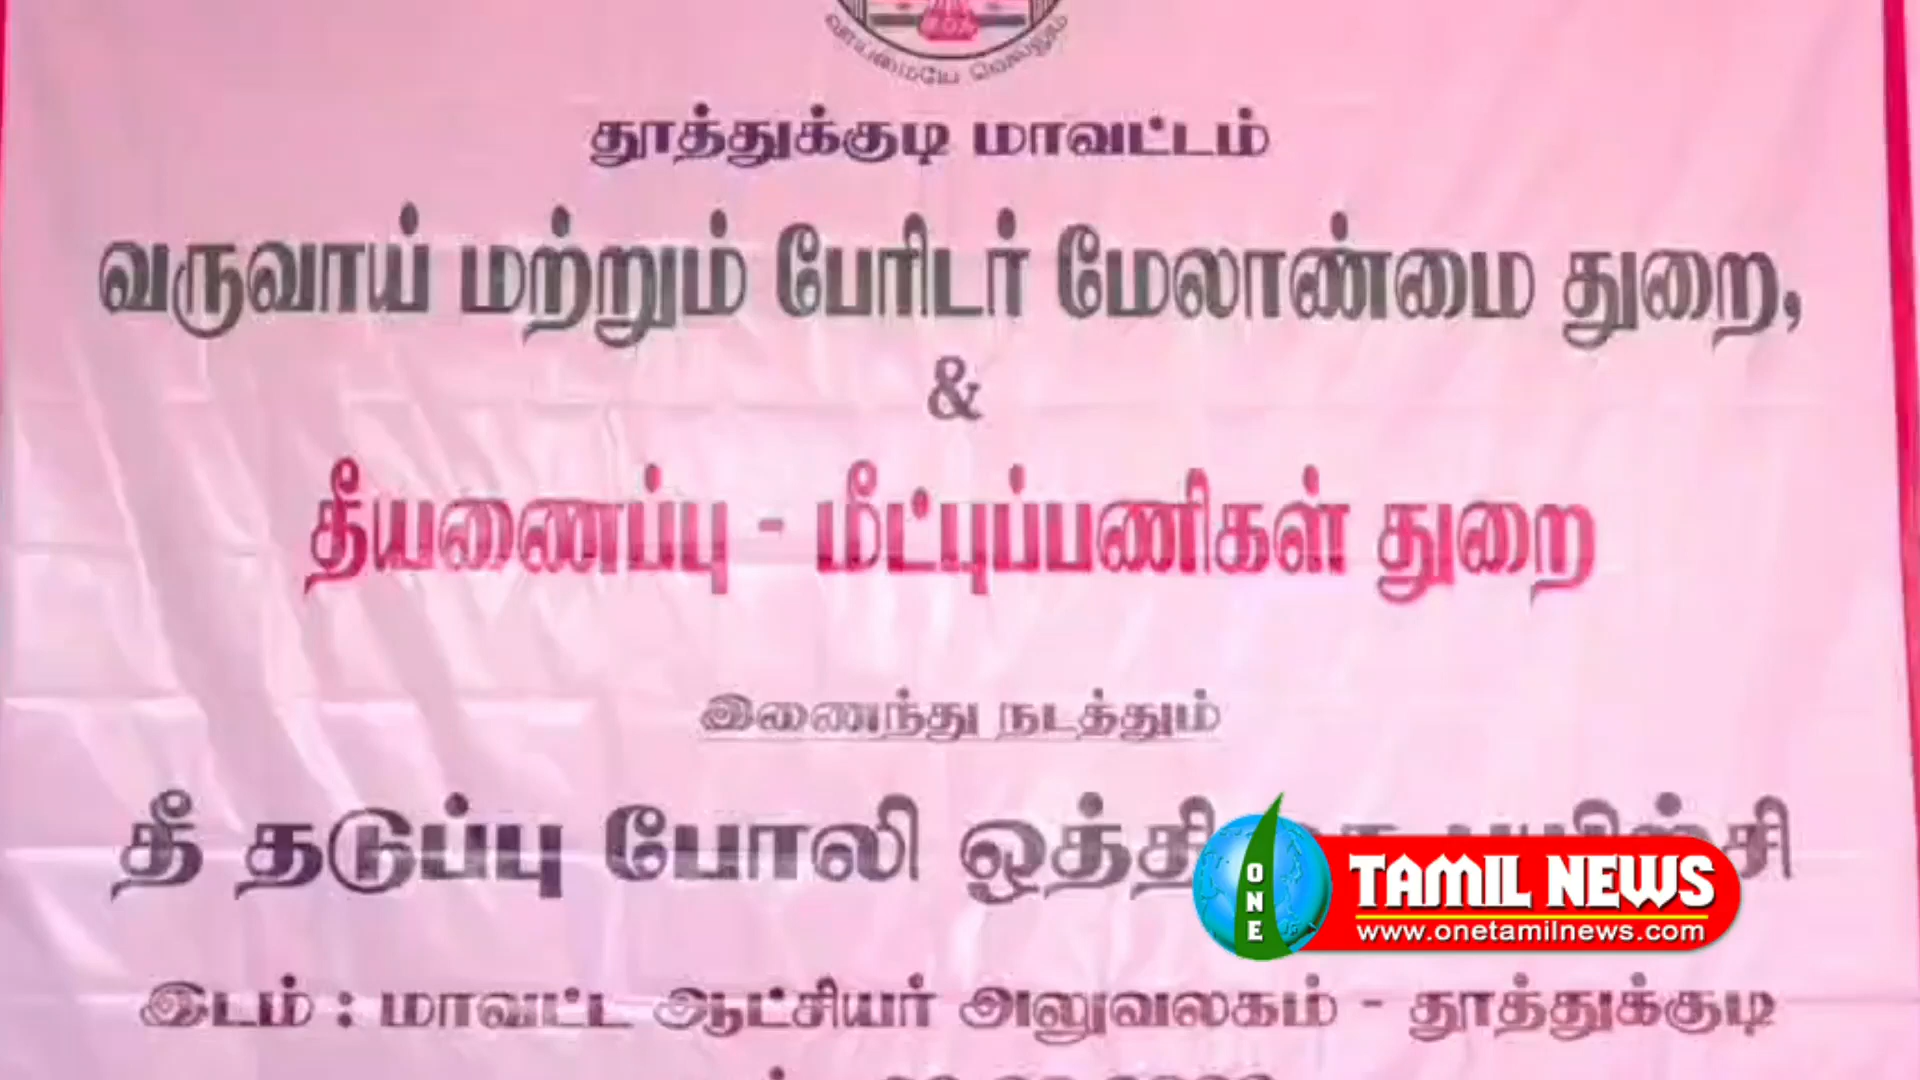 வாய்மையே வெல்லும்
தூத்துக்குடி மாவட்டம்
வருவாய் மற்றும் பேரிடர் மேலாண்மை துறை,
&
தீயணைப்பு - மீட்புப்பணிகள் துறை
இணைந்து நடத்தும்
தீ தடுப்பு போலி
ONE
TAMIL NEWS
www.onetamilnews.com
இடம் : மாவட்ட ஆட்சியர் அலுவலகம் - தூத்துக்குடி